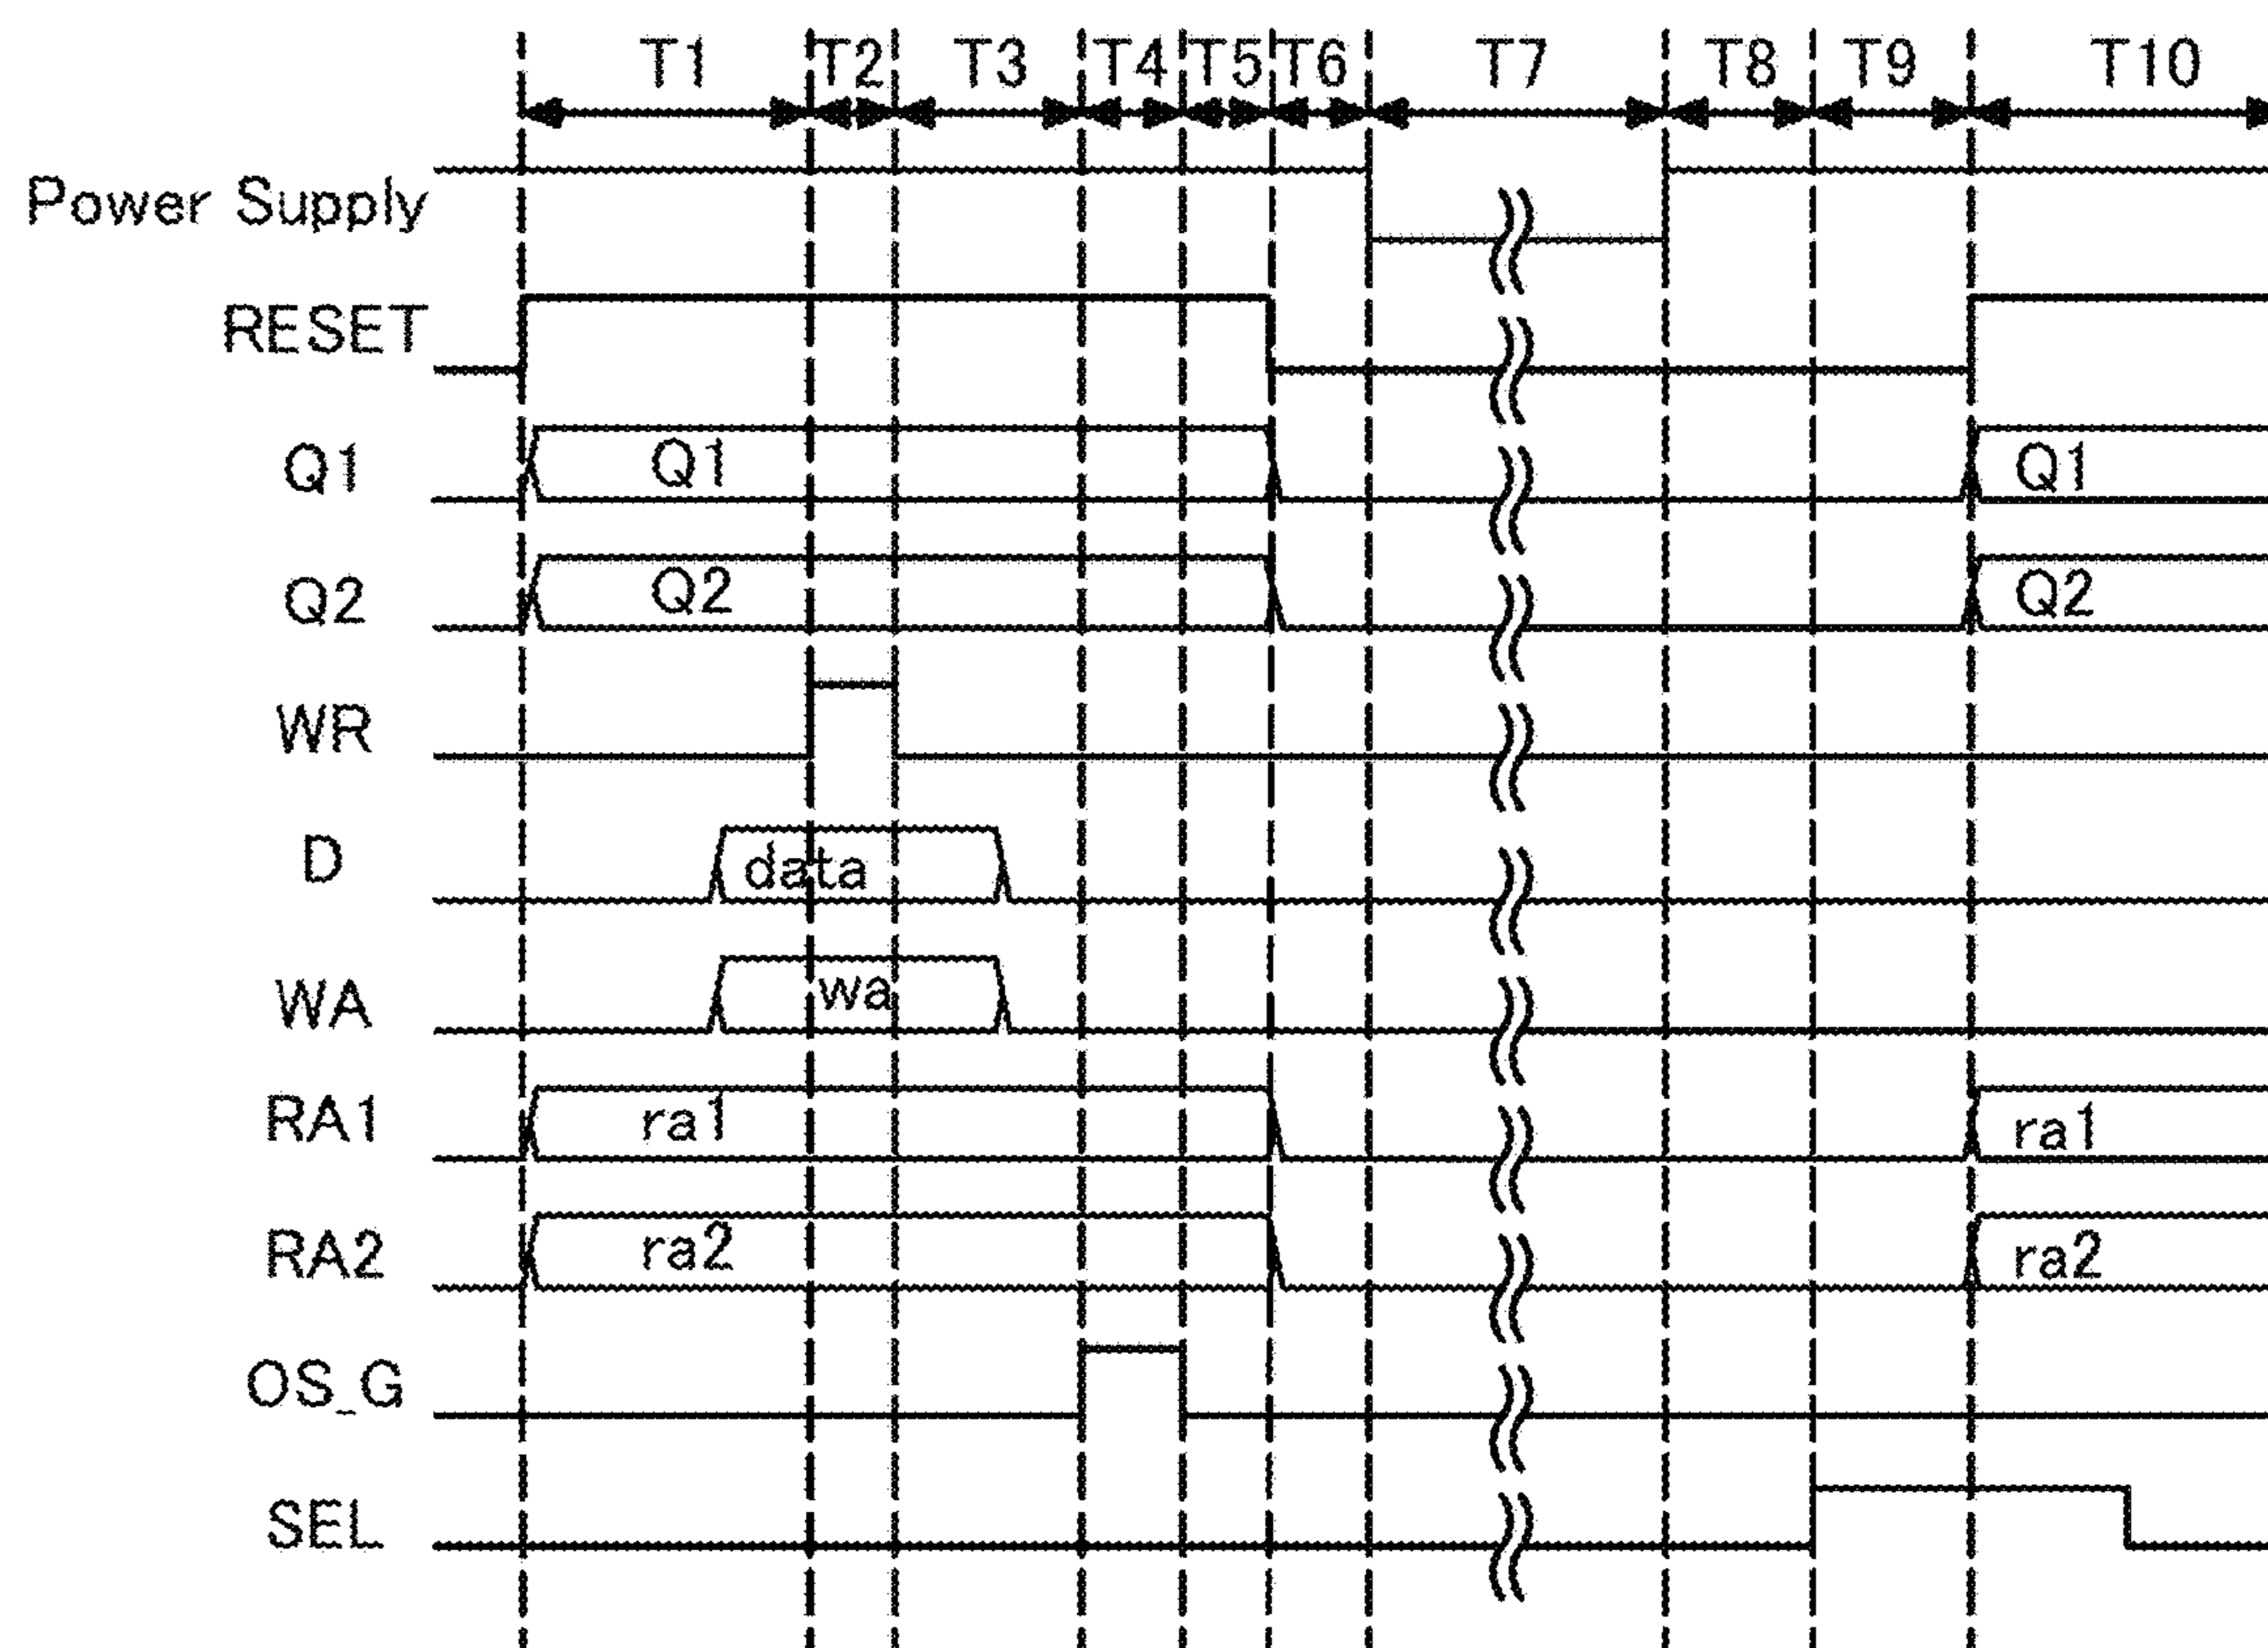 T1 T2 T3 T4 T5 T6 T7 T8 T9 T10
Power Supply
RESET
Q1 Q1 Q1
Q2 Q2 Q2
WR
D data
WA wa
RA1 ra1 ra1
RA2 ra2 ra2
OS_G
SEL